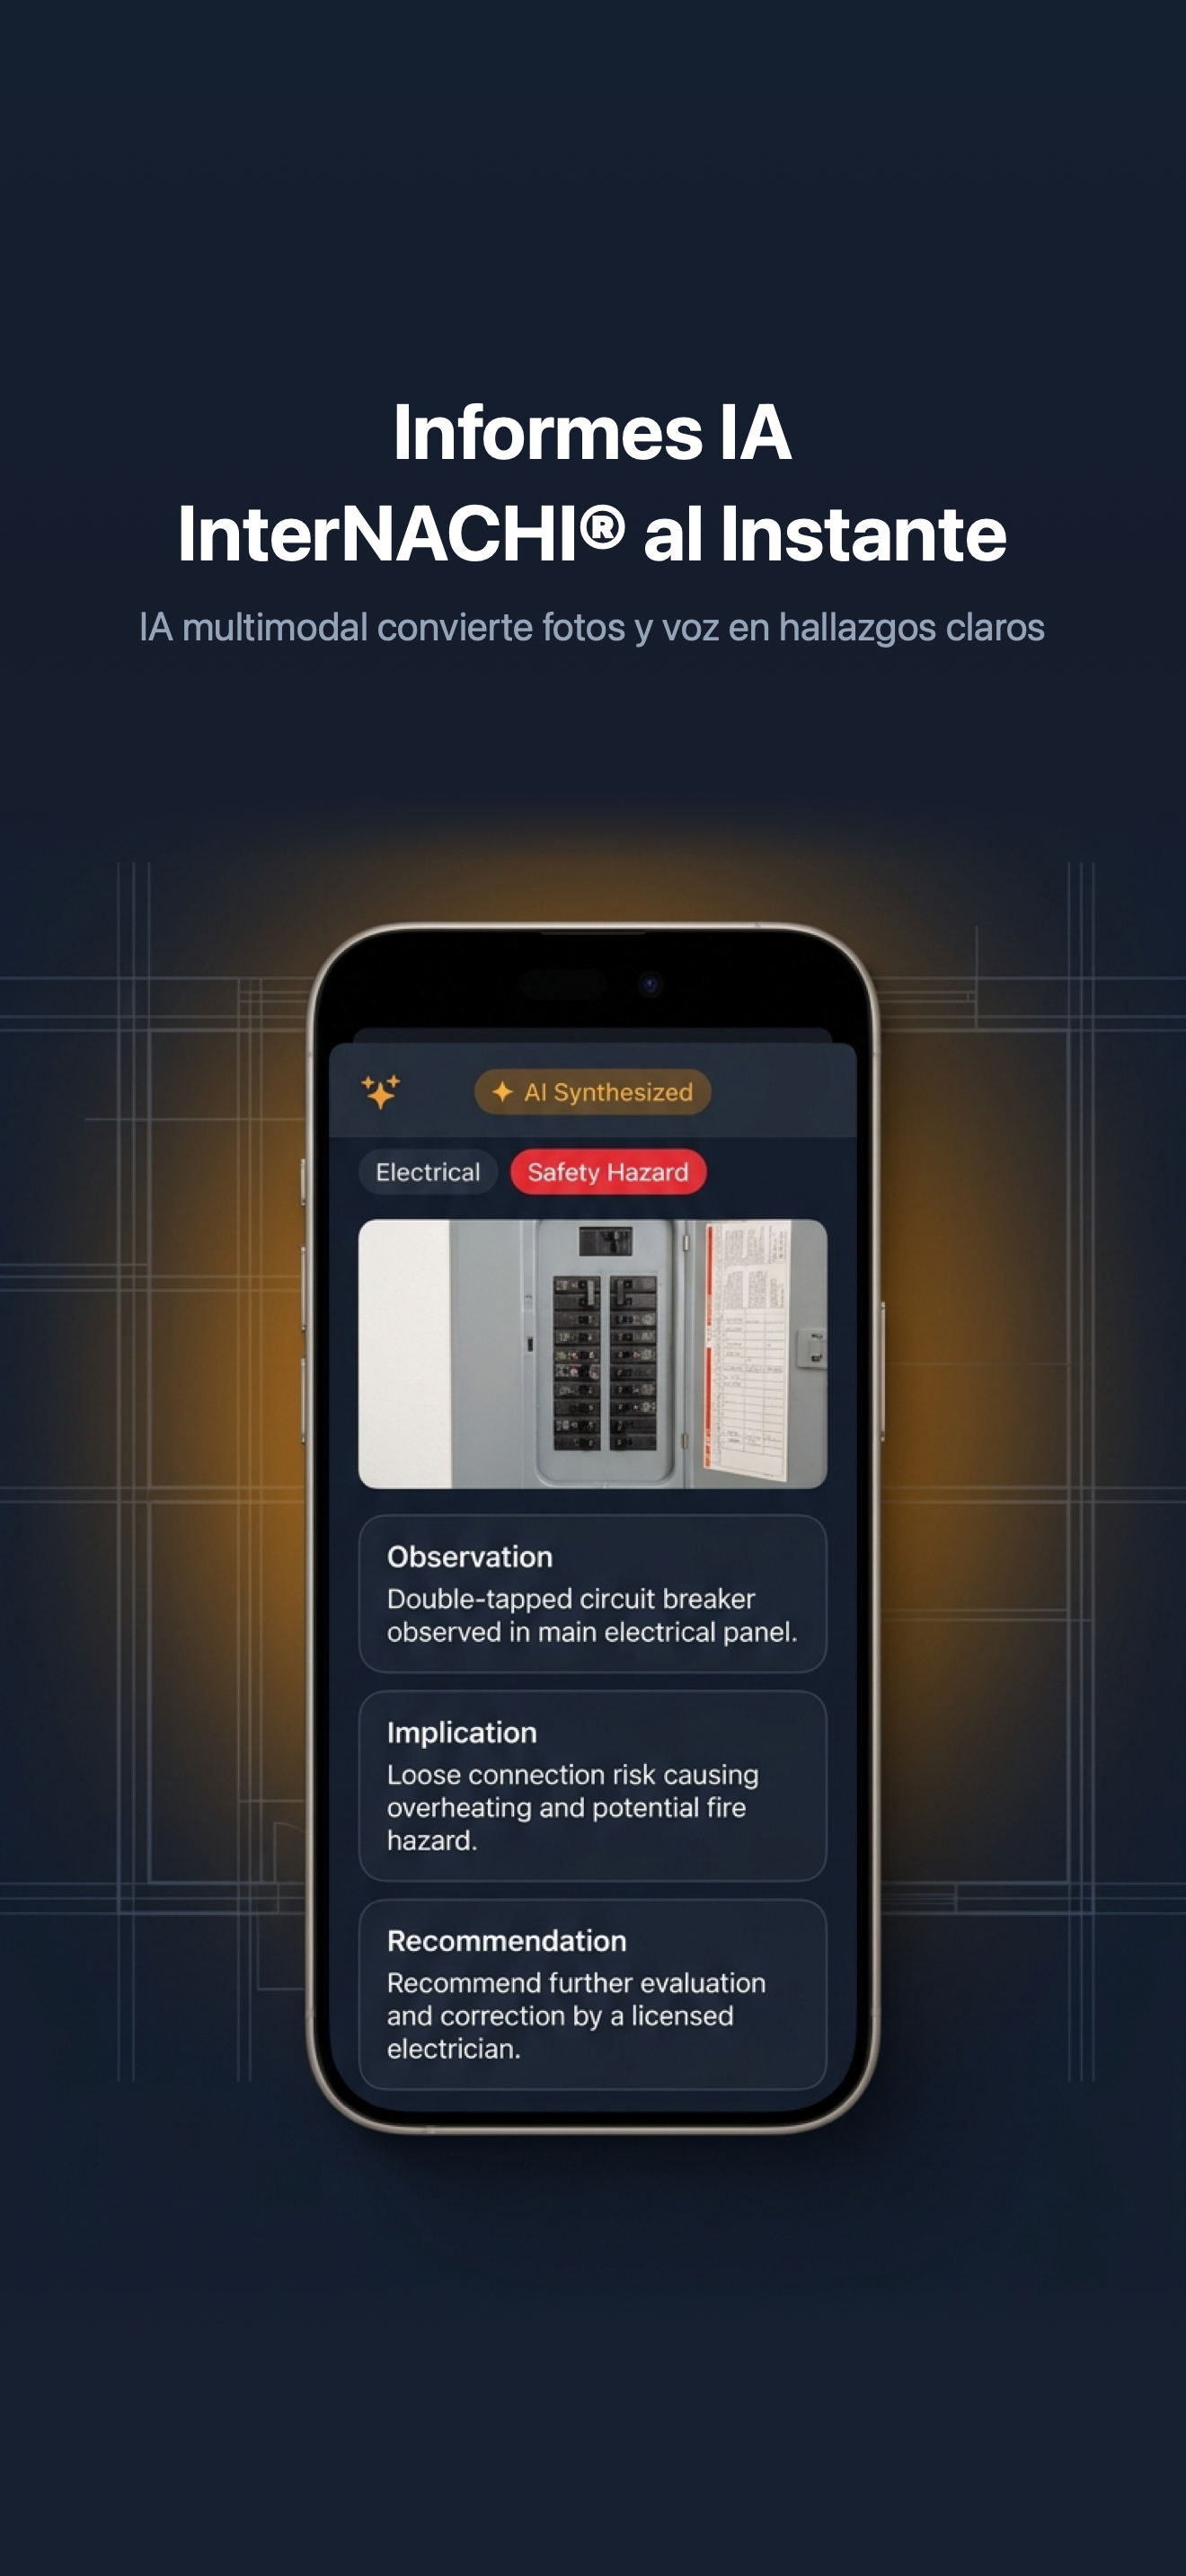 Informes IA
InterNACHI® al Instante
IA multimodal convierte fotos y voz en hallazgos claros
AI Synthesized
Electrical
Safety Hazard
Observation
Double-tapped circuit breaker
observed in main electrical panel.
Implication
Loose connection risk causing
overheating and potential fire
hazard.
Recommendation
Recommend further evaluation
and correction by a licensed
electrician.